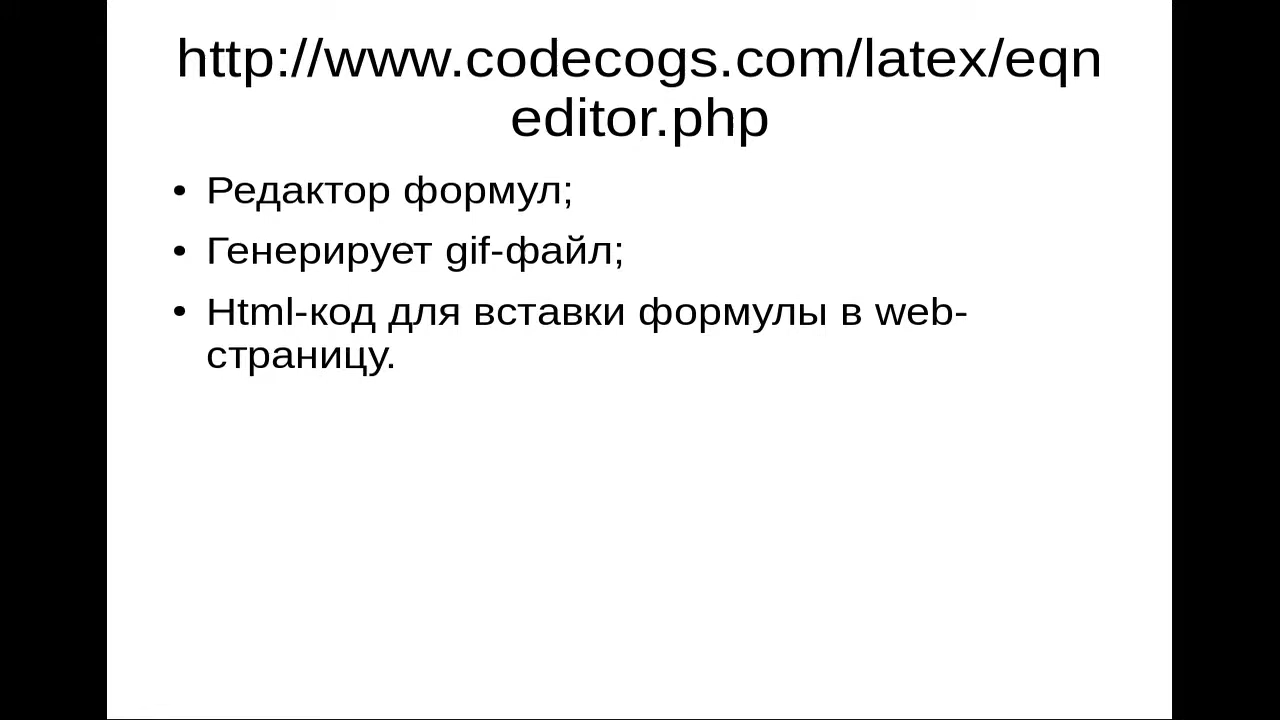 http://www.codecogs.com/latex/eqn
editor.php
• Редактор формул;
• Генерирует gif-файл;
• Html-код для вставки формулы в web-
страницу.